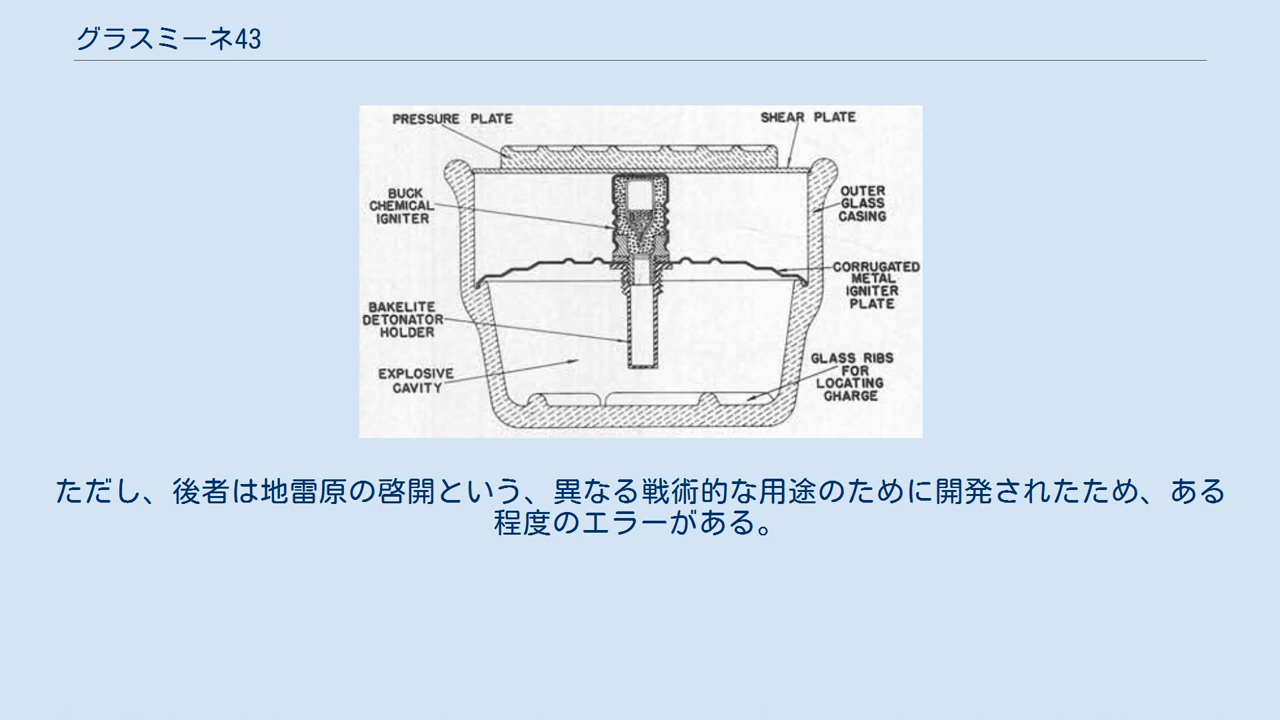 グラスミーネ43
PRESSURE PLATE
SHEAR PLATE
BUCK
CHEMICAL
IGNITER
OUTER
GLASS
CASING
CORRUGATED
METAL
IGNITER
PLATE
BAKELITE
DETONATOR
HOLDER
EXPLOSIVE
CAVITY
GLASS RIBS
FOR
LOCATING
CHARGE
ただし、後者は地雷原の啓開という、異なる戦術的な用途のために開発されたため、ある
程度のエラーがある。